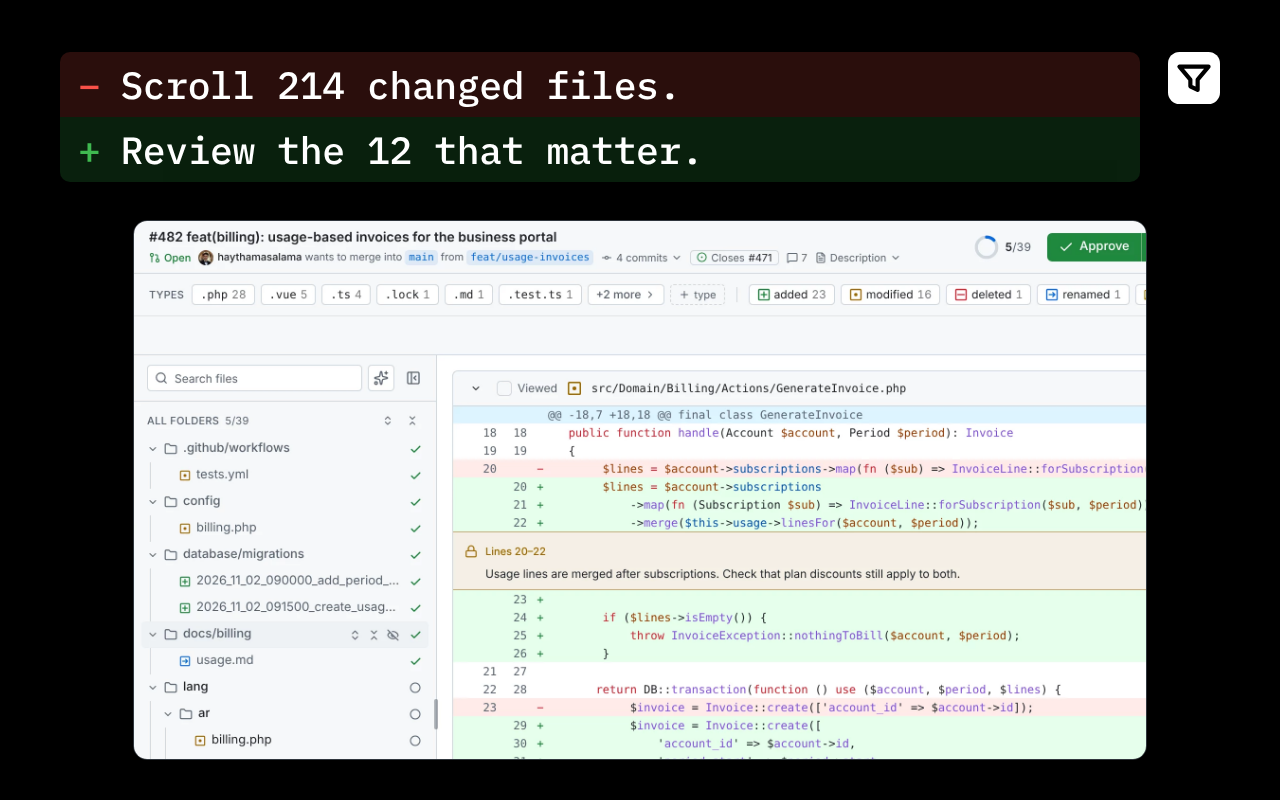 − Scroll 214 changed files.
+ Review the 12 that matter.
#482 feat(billing): usage-based invoices for the business portal
Open haythamasalama wants to merge into main from feat/usage-invoices 4 commits Closes #471 7 Description
5/39
Approve
TYPES .php 28 .vue 5 .ts 4 .lock 1 .md 1 .test.ts 1 +2 more + type added 23 modified 16 deleted 1 renamed 1
Search files
ALL FOLDERS 5/39
.github/workflows
tests.yml
config
billing.php
database/migrations
2026_11_02_090000_add_period_...
2026_11_02_091500_create_usag...
docs/billing
usage.md
lang
ar
billing.php
Viewed src/Domain/Billing/Actions/GenerateInvoice.php
@@ -18,7 +18,18 @@ final class GenerateInvoice
18 18 public function handle(Account $account, Period $period): Invoice
19 19 {
20 − $lines = $account->subscriptions->map(fn ($sub) => InvoiceLine::forSubscription
20 + $lines = $account->subscriptions
21 + ->map(fn (Subscription $sub) => InvoiceLine::forSubscription($sub, $period))
22 + ->merge($this->usage->linesFor($account, $period));
Lines 20–22
Usage lines are merged after subscriptions. Check that plan discounts still apply to both.
23 +
24 + if ($lines->isEmpty()) {
25 + throw InvoiceException::nothingToBill($account, $period);
26 + }
21 27
22 28 return DB::transaction(function () use ($account, $period, $lines) {
23 − $invoice = Invoice::create(['account_id' => $account->id]);
29 + $invoice = Invoice::create([
30 + 'account_id' => $account->id,